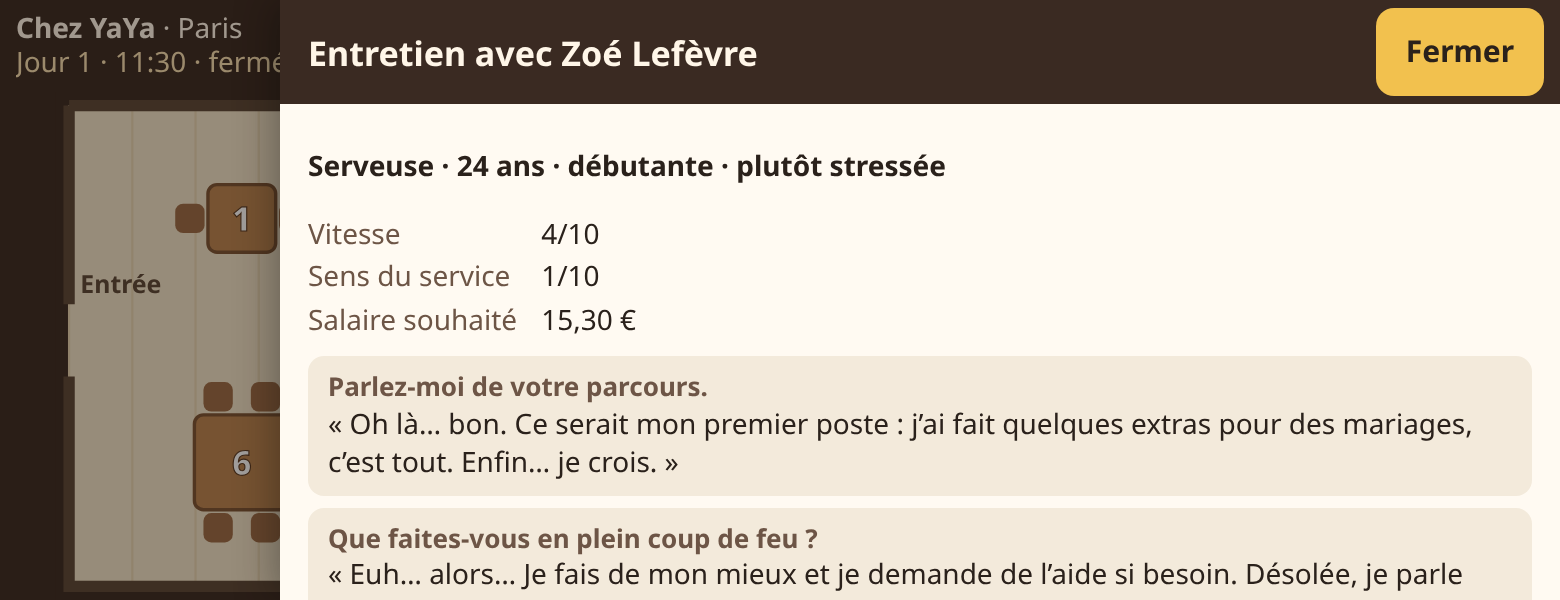 Chez YaYa · Paris
Jour 1 · 11:30 · fermé
Entretien avec Zoé Lefèvre
Fermer
1
Entrée
6
Serveuse · 24 ans · débutante · plutôt stressée
Vitesse 4/10
Sens du service 1/10
Salaire souhaité 15,30 €
Parlez-moi de votre parcours.
« Oh là… bon. Ce serait mon premier poste : j’ai fait quelques extras pour des mariages,
c’est tout. Enfin… je crois. »
Que faites-vous en plein coup de feu ?
« Euh… alors… Je fais de mon mieux et je demande de l’aide si besoin. Désolée, je parle